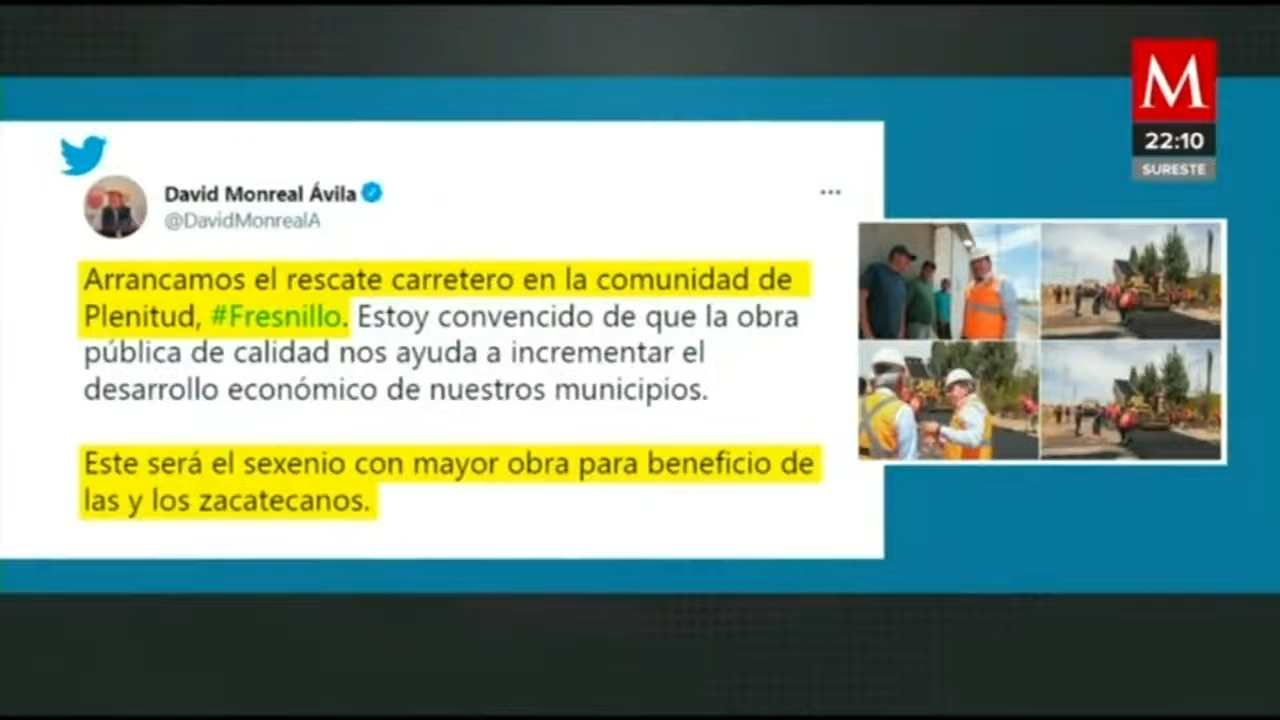 M
22:10
SURESTE
David Monreal Ávila
@DavidMonrealA
Arrancamos el rescate carretero en la comunidad de
Plenitud, #Fresnillo. Estoy convencido de que la obra
pública de calidad nos ayuda a incrementar el
desarrollo económico de nuestros municipios.
Este será el sexenio con mayor obra para beneficio de
las y los zacatecanos.